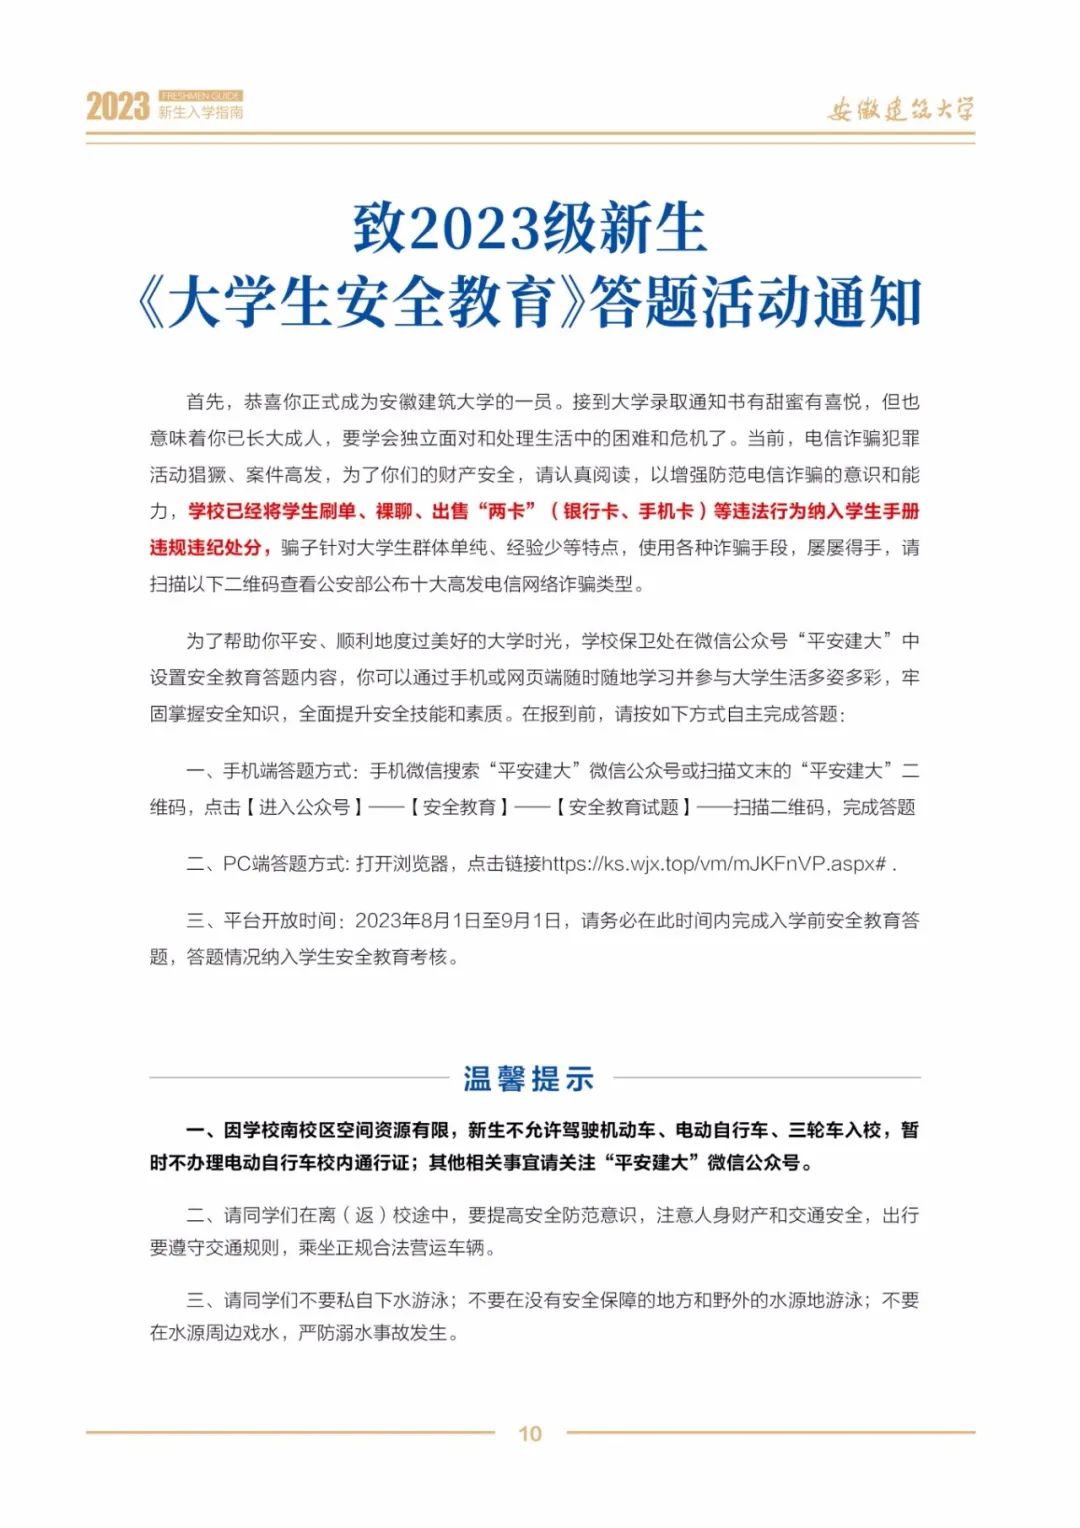 2023 FRESHMEN GUIDE
新生入学指南
安徽建筑大学
致2023级新生
《大学生安全教育》答题活动通知
首先，恭喜你正式成为安徽建筑大学的一员。接到大学录取通知书有甜蜜有喜悦，但也
意味着你已长大成人，要学会独立面对和处理生活中的困难和危机了。当前，电信诈骗犯罪
活动猖獗、案件高发，为了你们的财产安全，请认真阅读，以增强防范电信诈骗的意识和能
力，学校已经将学生刷单、裸聊、出售“两卡”（银行卡、手机卡）等违法行为纳入学生手册
违规违纪处分，骗子针对大学生群体单纯、经验少等特点，使用各种诈骗手段，屡屡得手，请
扫描以下二维码查看公安部公布十大高发电信网络诈骗类型。
为了帮助你平安、顺利地度过美好的大学时光，学校保卫处在微信公众号“平安建大”中
设置安全教育答题内容，你可以通过手机或网页端随时随地学习并参与大学生活多姿多彩，牢
固掌握安全知识，全面提升安全技能和素质。在报到前，请按如下方式自主完成答题：
一、手机端答题方式：手机微信搜索“平安建大”微信公众号或扫描文末的“平安建大”二
维码，点击【进入公众号】——【安全教育】——【安全教育试题】——扫描二维码，完成答题
二、PC端答题方式: 打开浏览器，点击链接https://ks.wjx.top/vm/mJKFnVP.aspx# .
三、平台开放时间：2023年8月1日至9月1日，请务必在此时间内完成入学前安全教育答
题，答题情况纳入学生安全教育考核。
温馨提示
一、因学校南校区空间资源有限，新生不允许驾驶机动车、电动自行车、三轮车入校，暂
时不办理电动自行车校内通行证；其他相关事宜请关注“平安建大”微信公众号。
二、请同学们在离（返）校途中，要提高安全防范意识，注意人身财产和交通安全，出行
要遵守交通规则，乘坐正规合法营运车辆。
三、请同学们不要私自下水游泳；不要在没有安全保障的地方和野外的水源地游泳；不要
在水源周边戏水，严防溺水事故发生。
10